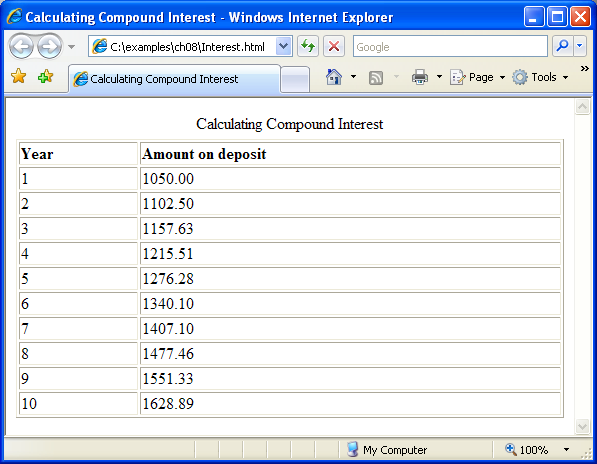 Calculating Compound Interest - Windows Internet Explorer
C:\examples\ch08\Interest.html Google
Calculating Compound Interest Page Tools »
Calculating Compound Interest
Year Amount on deposit
1 1050.00
2 1102.50
3 1157.63
4 1215.51
5 1276.28
6 1340.10
7 1407.10
8 1477.46
9 1551.33
10 1628.89
My Computer 100%